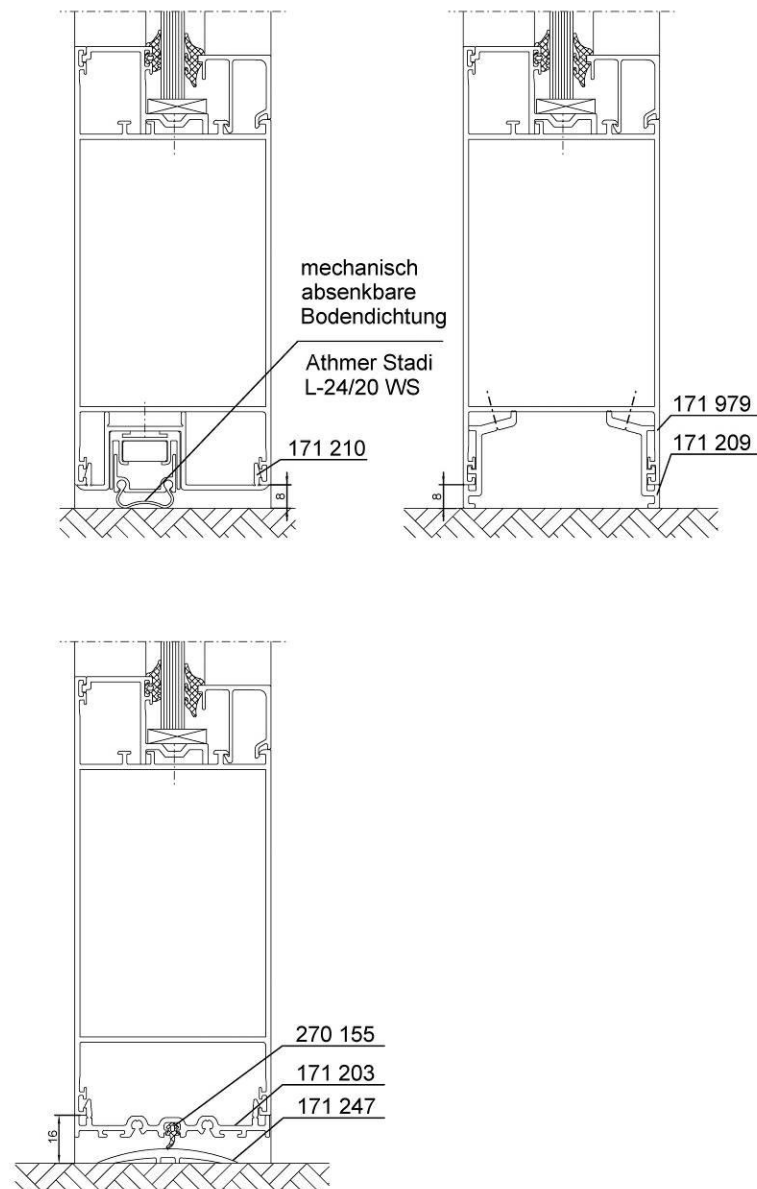 mechanisch
absenkbare
Bodendichtung
Athmer Stadi
L-24/20 WS
171 210
8
171 979
171 209
8
270 155
171 203
171 247
16